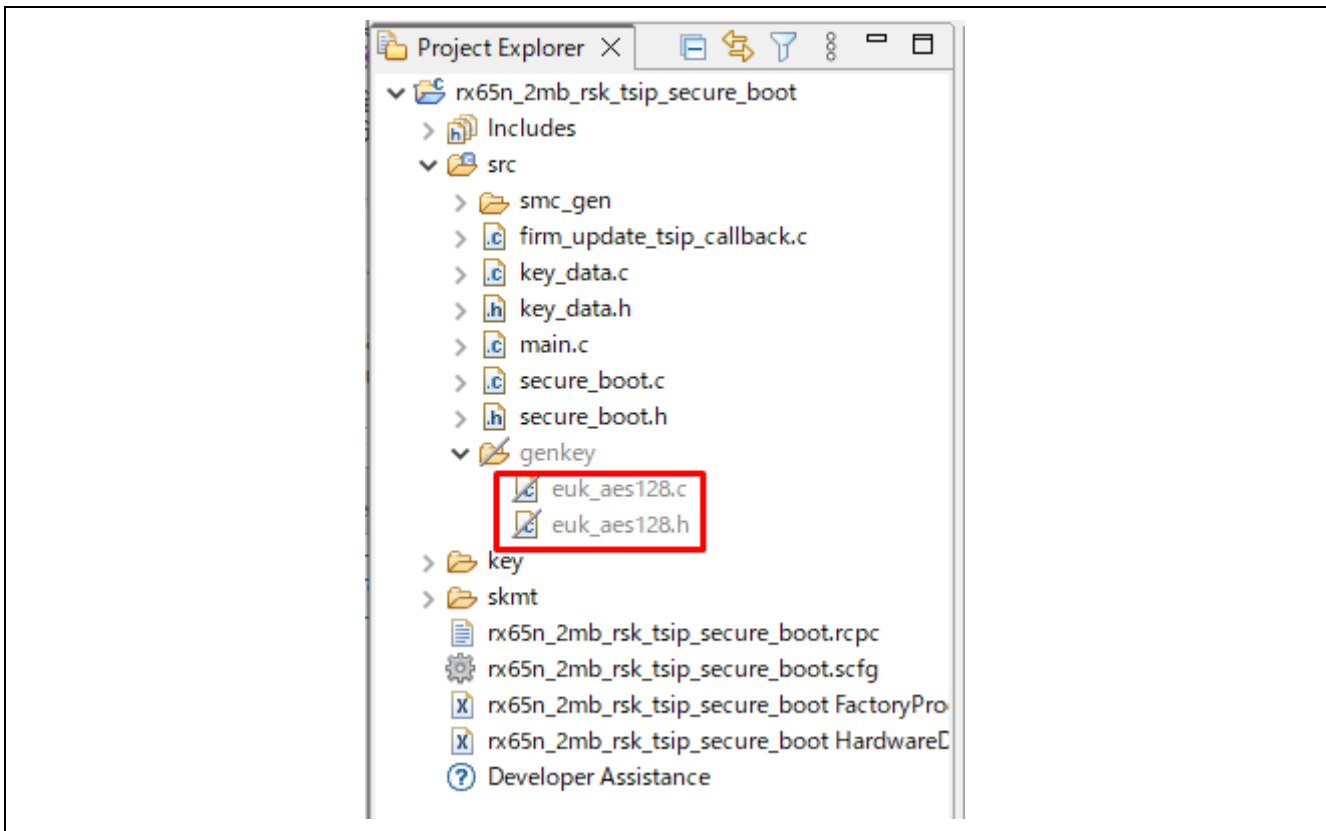 Project Explorer
rx65n_2mb_rsk_tsip_secure_boot
Includes
src
smc_gen
firm_update_tsip_callback.c
key_data.c
key_data.h
main.c
secure_boot.c
secure_boot.h
genkey
euk_aes128.c
euk_aes128.h
key
skmt
rx65n_2mb_rsk_tsip_secure_boot.rcpc
rx65n_2mb_rsk_tsip_secure_boot.scfg
rx65n_2mb_rsk_tsip_secure_boot FactoryPro
rx65n_2mb_rsk_tsip_secure_boot Hardware
Developer Assistance